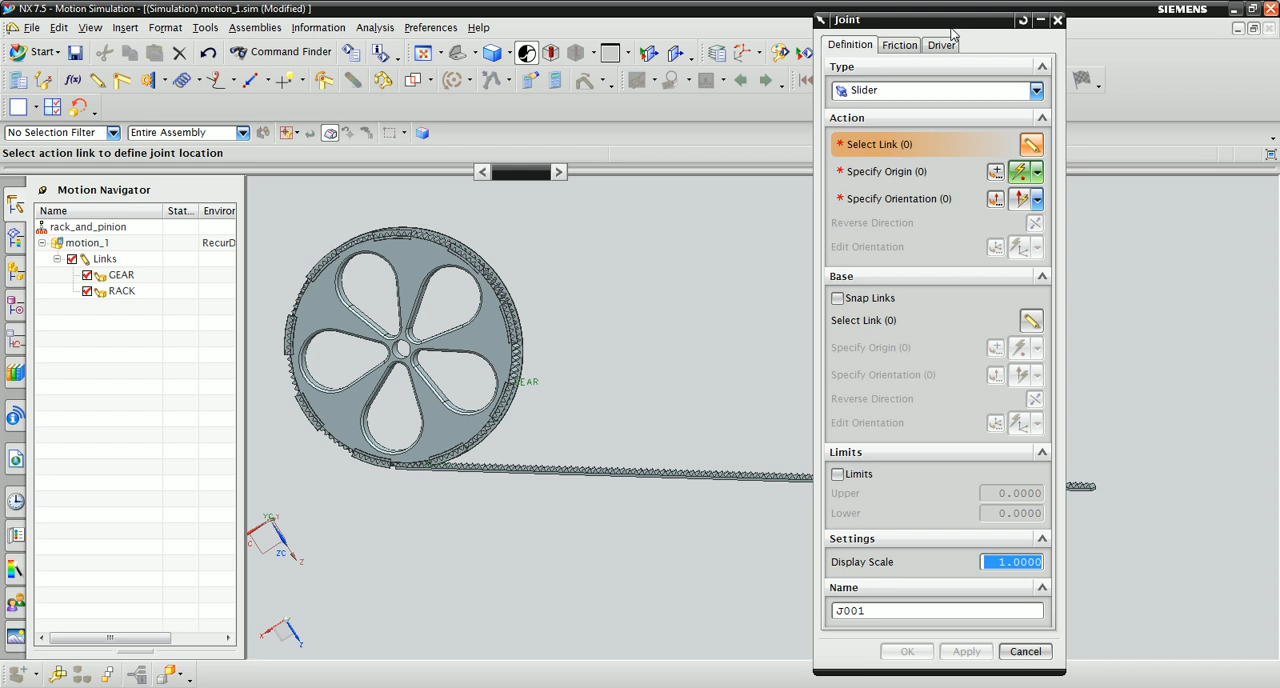 NX 7.5 - Motion Simulation - [(Simulation) motion_1.sim (Modified) ]
SIEMENS
File Edit View Insert Format Tools Assemblies Information Analysis Preferences Help
Start
Command Finder
No Selection Filter
Entire Assembly
Select action link to define joint location
Motion Navigator
Name
Stat...
Environ
rack_and_pinion
motion_1
RecurD
Links
GEAR
RACK
EAR
YC
ZC
Z
X
Z
Joint
Definition
Friction
Driver
Type
Slider
Action
* Select Link (0)
* Specify Origin (0)
* Specify Orientation (0)
Reverse Direction
Edit Orientation
Base
Snap Links
Select Link (0)
Specify Origin (0)
Specify Orientation (0)
Reverse Direction
Edit Orientation
Limits
Limits
Upper
0.0000
Lower
0.0000
Settings
Display Scale
1.0000
Name
J001
OK
Apply
Cancel